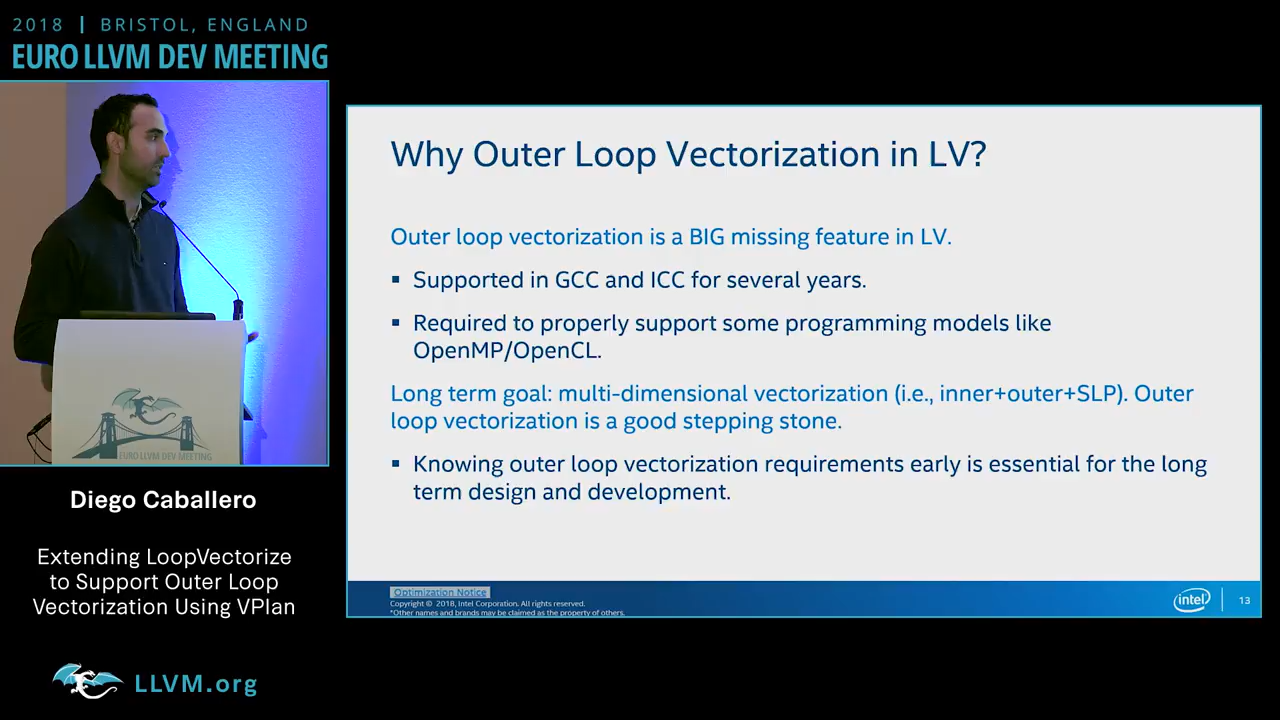 2018 | BRISTOL, ENGLAND
EURO LLVM DEV MEETING
EURO LLVM DEV MEETING
Diego Caballero
Extending LoopVectorize
to Support Outer Loop
Vectorization Using VPlan
LLVM.org
Why Outer Loop Vectorization in LV?
Outer loop vectorization is a BIG missing feature in LV.
▪ Supported in GCC and ICC for several years.
▪ Required to properly support some programming models like
OpenMP/OpenCL.
Long term goal: multi-dimensional vectorization (i.e., inner+outer+SLP). Outer
loop vectorization is a good stepping stone.
▪ Knowing outer loop vectorization requirements early is essential for the long
term design and development.
Optimization Notice
Copyright © 2018, Intel Corporation. All rights reserved.
*Other names and brands may be claimed as the property of others.
intel
13